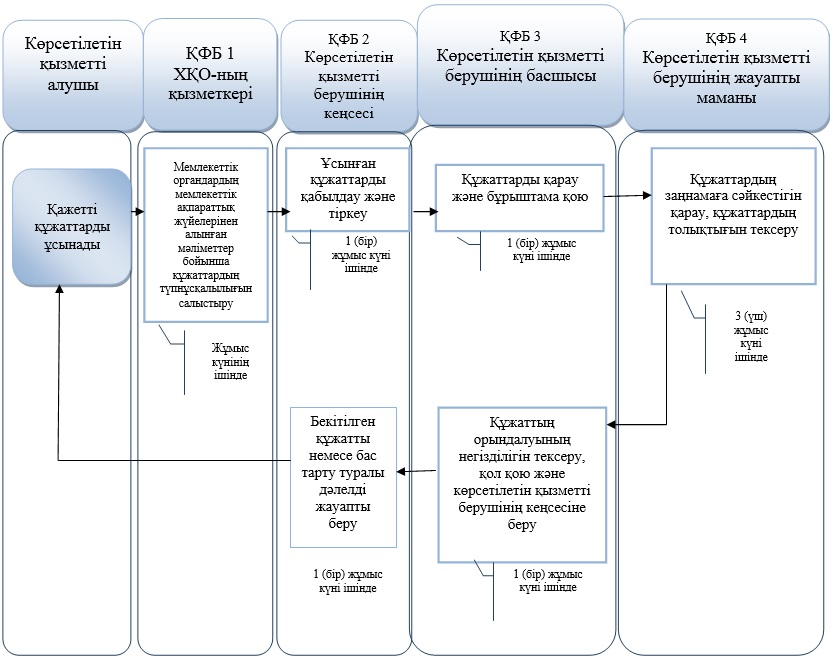 Көрсетілетін
қызметті
алушы
ҚФБ 1
ХҚО-ның
қызметкері
ҚФБ 2
Көрсетілетін
қызметті
берушінің
кеңсесі
ҚФБ 3
Көрсетілетін қызметті
берушінің басшысы
ҚФБ 4
Көрсетілетін қызметті
берушінің жауапты
маманы
Қажетті
құжаттарды
ұсынады
Мемлекеттік
органдардың
мемлекеттік
ақпараттық
жүйелерінен
алынған
мәліметтер
бойынша
құжаттардың
түпнұсқалылығын
салыстыру
Жұмыс
күнінің
ішінде
Ұсынған
құжаттарды
қабылдау және
тіркеу
1 (бір)
жұмыс күні
ішінде
Құжаттарды қарау
және бұрыштама қою
1 (бір) жұмыс
күні ішінде
Құжаттардың
заңнамаға сәйкестігін
қарау, құжаттардың
толықтығын тексеру
3 (үш)
жұмыс
күні
ішінде
Құжаттың
орындалуының
негізділігін тексеру,
қол қою және
көрсетілетін қызметті
берушінің кеңсесіне
беру
1 (бір) жұмыс
күні ішінде
Бекітілген
құжатты
немесе бас
тарту туралы
дәлелді
жауапты
беру
1 (бір) жұмыс
күні ішінде